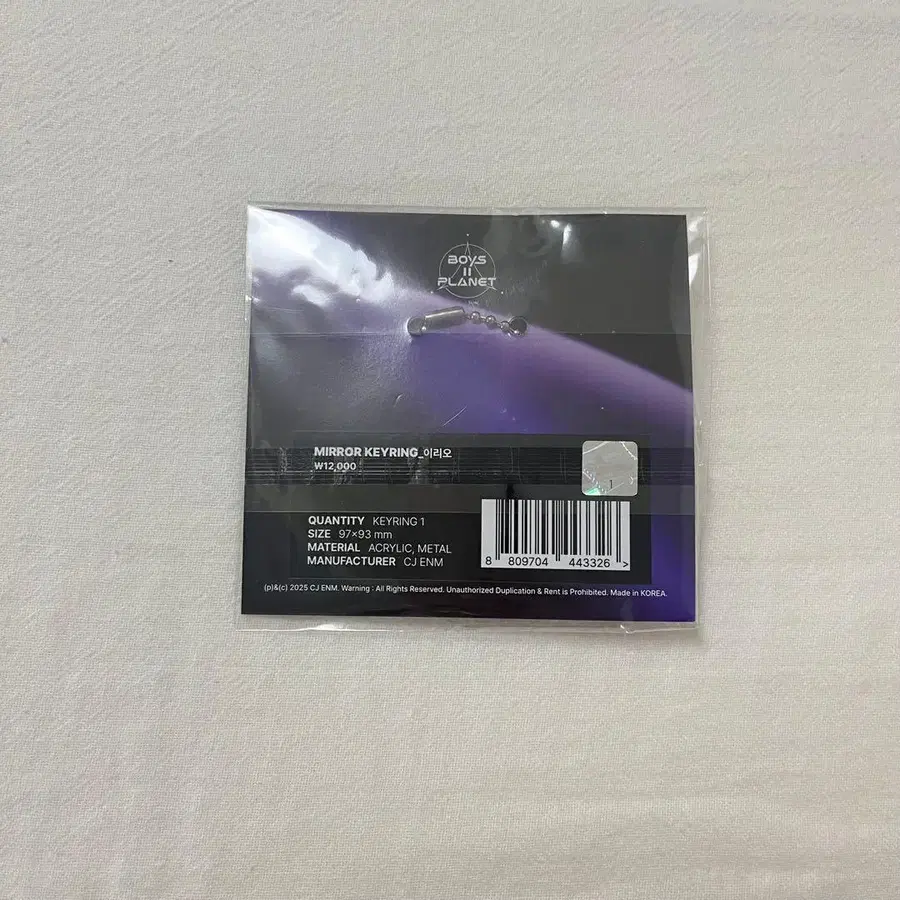 BOYS
II
PLANET
MIRROR KEYRING_이리오
₩12,000
1
QUANTITY KEYRING 1
SIZE 97×93 mm
MATERIAL ACRYLIC, METAL
MANUFACTURER CJ ENM
8 809704 443326 >
(p)&(c) 2025 CJ ENM. Warning : All Rights Reserved. Unauthorized Duplication & Rent is Prohibited. Made in KOREA.